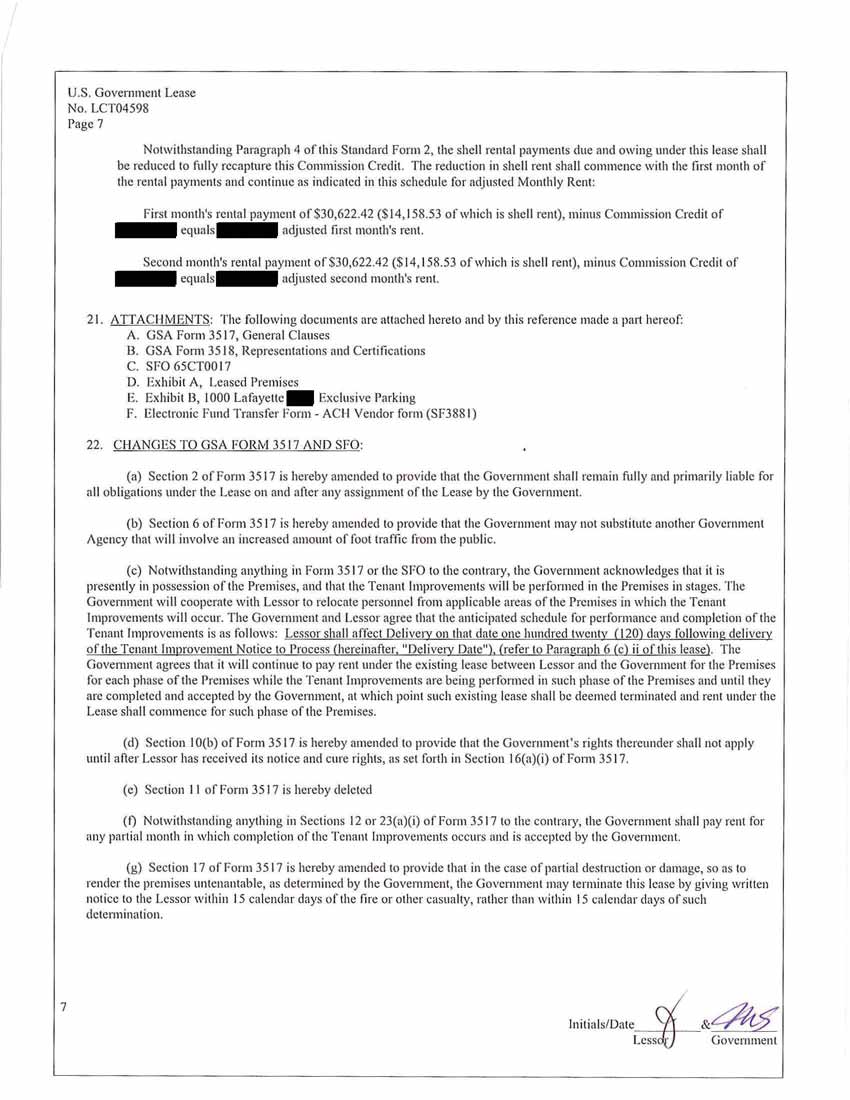 U.S. Government Lease
No. LCT04598
Page 7
Notwithstanding Paragraph 4 of this Standard Form 2, the shell rental payments due and owing under this lease shall
be reduced to fully recapture this Commission Credit. The reduction in shell rent shall commence with the first month of
the rental payments and continue as indicated in this schedule for adjusted Monthly Rent:
First month's rental payment of $30,622.42 ($14,158.53 of which is shell rent), minus Commission Credit of
equals adjusted first month's rent.
Second month's rental payment of $30,622.42 ($14,158.53 of which is shell rent), minus Commission Credit of
equals adjusted second month's rent.
21. ATTACHMENTS: The following documents are attached hereto and by this reference made a part hereof:
A. GSA Form 3517, General Clauses
B. GSA Form 3518, Representations and Certifications
C. SFO 65CT0017
D. Exhibit A, Leased Premises
E. Exhibit B, 1000 Lafayette Exclusive Parking
F. Electronic Fund Transfer Form - ACH Vendor form (SF3881)
22. CHANGES TO GSA FORM 3517 AND SFO:
(a) Section 2 of Form 3517 is hereby amended to provide that the Government shall remain fully and primarily liable for
all obligations under the Lease on and after any assignment of the Lease by the Government.
(b) Section 6 of Form 3517 is hereby amended to provide that the Government may not substitute another Government
Agency that will involve an increased amount of foot traffic from the public.
(c) Notwithstanding anything in Form 3517 or the SFO to the contrary, the Government acknowledges that it is
presently in possession of the Premises, and that the Tenant Improvements will be performed in the Premises in stages. The
Government will cooperate with Lessor to relocate personnel from applicable areas of the Premises in which the Tenant
Improvements will occur. The Government and Lessor agree that the anticipated schedule for performance and completion of the
Tenant Improvements is as follows: Lessor shall affect Delivery on that date one hundred twenty (120) days following delivery
of the Tenant Improvement Notice to Process (hereinafter, "Delivery Date"), (refer to Paragraph 6 (c) ii of this lease). The
Government agrees that it will continue to pay rent under the existing lease between Lessor and the Government for the Premises
for each phase of the Premises while the Tenant Improvements are being performed in such phase of the Premises and until they
are completed and accepted by the Government, at which point such existing lease shall be deemed terminated and rent under the
Lease shall commence for such phase of the Premises.
(d) Section 10(b) of Form 3517 is hereby amended to provide that the Government's rights thereunder shall not apply
until after Lessor has received its notice and cure rights, as set forth in Section 16(a)(i) of Form 3517.
(e) Section 11 of Form 3517 is hereby deleted
(f) Notwithstanding anything in Sections 12 or 23(a)(i) of Form 3517 to the contrary, the Government shall pay rent for
any partial month in which completion of the Tenant Improvements occurs and is accepted by the Government.
(g) Section 17 of Form 3517 is hereby amended to provide that in the case of partial destruction or damage, so as to
render the premises untenantable, as determined by the Government, the Government may terminate this lease by giving written
notice to the Lessor within 15 calendar days of the fire or other casualty, rather than within 15 calendar days of such
determination.
7
Initials/Date &
Lessor Government